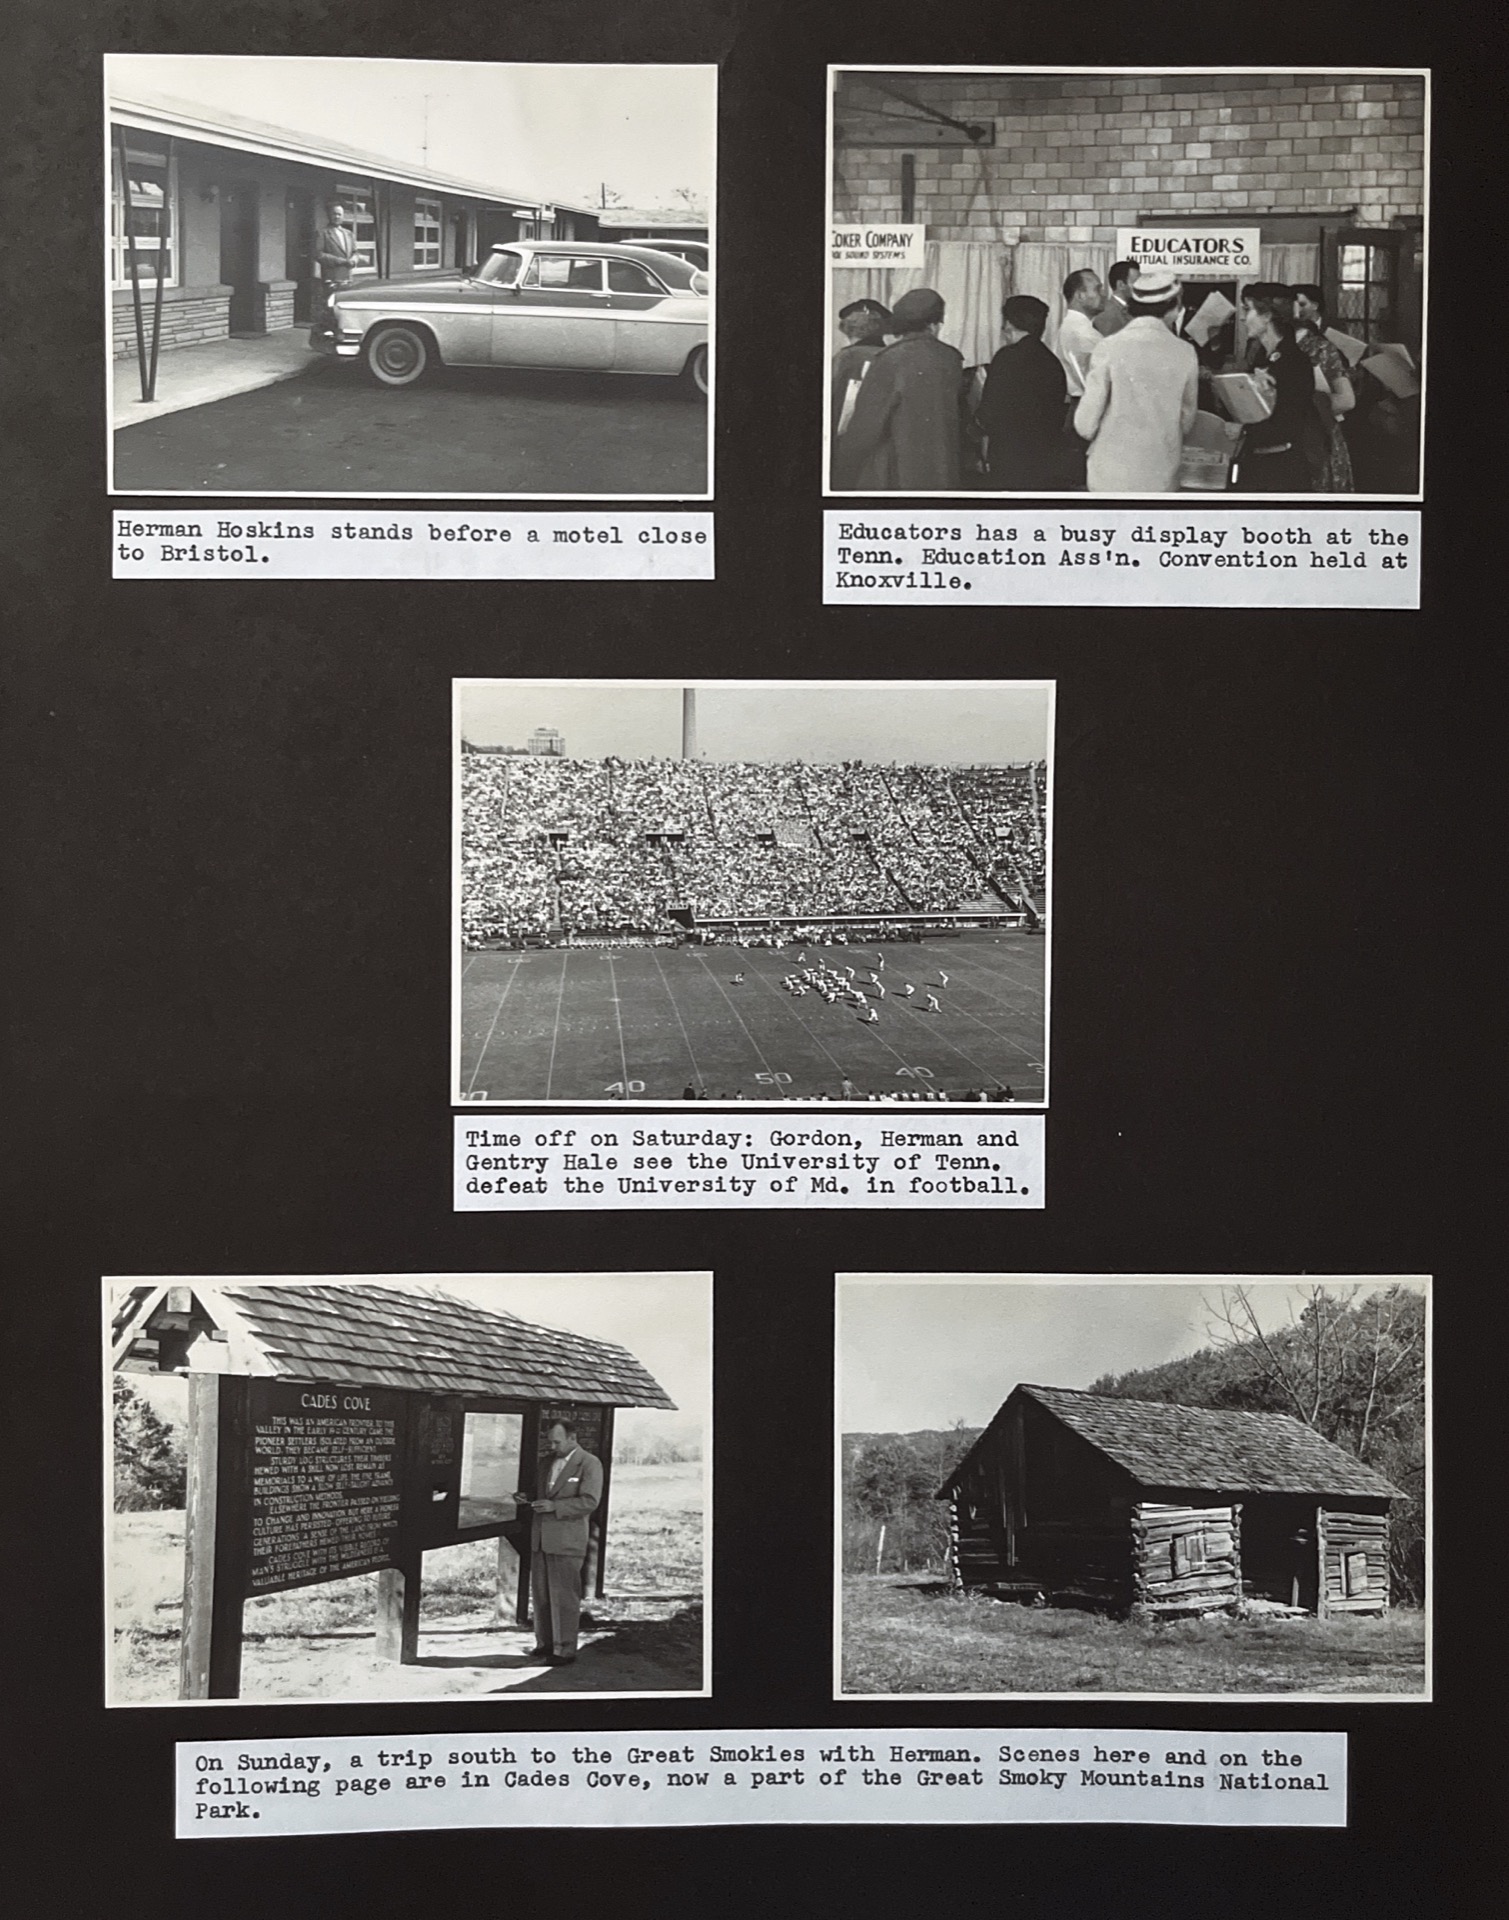 COKER COMPANY
SOUND SYSTEMS
EDUCATORS
MUTUAL INSURANCE CO.
Herman Hoskins stands before a motel close
to Bristol.
Educators has a busy display booth at the
Tenn. Education Ass'n. Convention held at
Knoxville.
40
50
40
Time off on Saturday: Gordon, Herman and
Gentry Hale see the University of Tenn.
defeat the University of Md. in football.
CADES COVE
THIS WAS AN AMERICAN FRONTIER TO THIS
VALLEY IN THE EARLY 19TH CENTURY CAME THE
PIONEER SETTLERS ISOLATED FROM AN OUTSIDE
WORLD. THEY BECAME SELF-SUFFICIENT.
STURDY LOG STRUCTURES THEIR TIMBERS
HEWED WITH A SKILL NOW LOST REMAIN AS
MEMORIALS TO A WAY OF LIFE THE FINE FRAME
BUILDINGS SHOW A SLOW SELF-TAUGHT ADVANCE
IN CONSTRUCTION METHODS.
ELSEWHERE THE FRONTIER PASSED ON YIELDING
TO CHANGE AND INNOVATION BUT HERE A PIONEER
CULTURE HAS PERSISTED OFFERING TO FUTURE
GENERATIONS A SENSE OF THE LAND FROM WHICH
THEIR FOREFATHERS HEWED THEIR HOMES.
CADES COVE WITH ITS VISIBLE RECORD OF
MAN'S STRUGGLE WITH THE WILDERNESS IS A
VALUABLE HERITAGE OF THE AMERICAN PEOPLE.
On Sunday, a trip south to the Great Smokies with Herman. Scenes here and on the
following page are in Cades Cove, now a part of the Great Smoky Mountains National
Park.